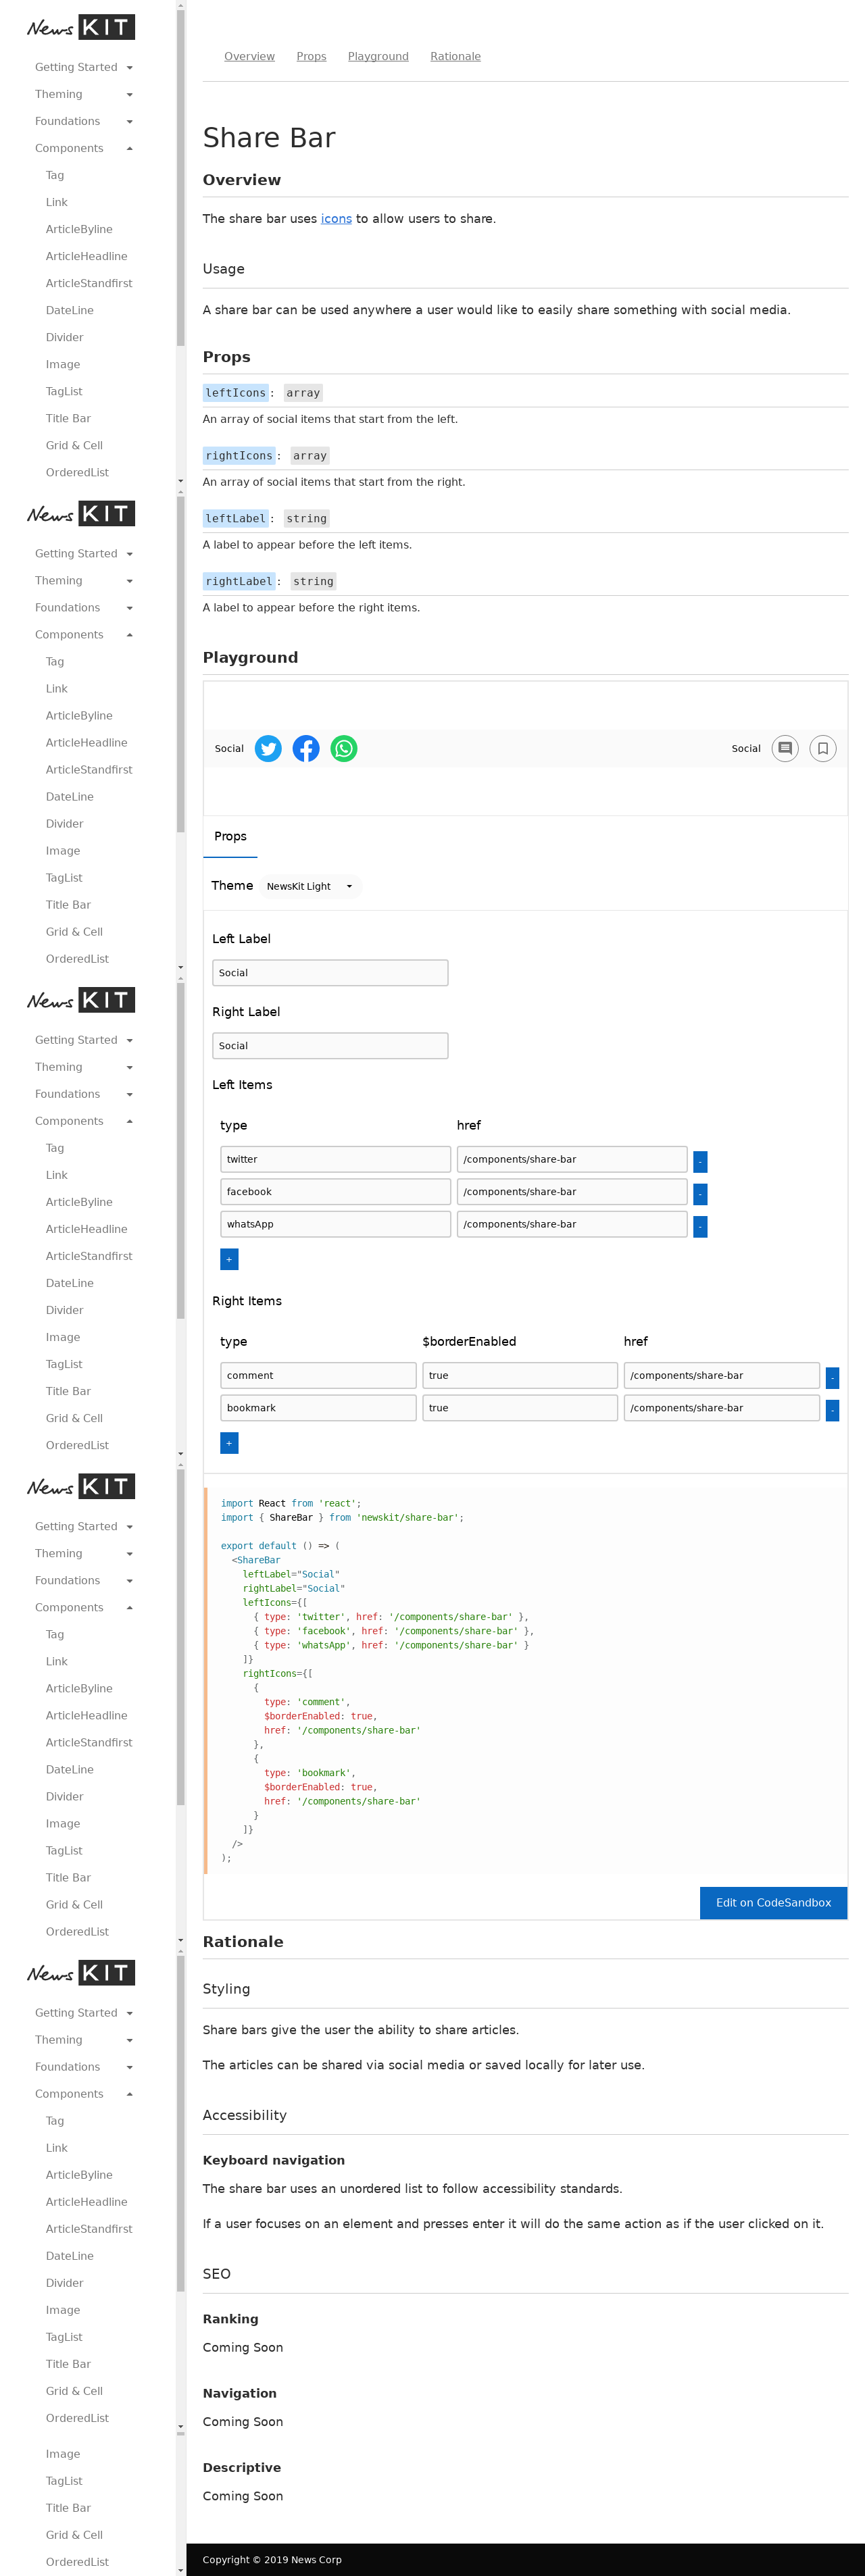 News KIT
Getting Started
Theming
Foundations
Components
Tag
Link
ArticleByline
ArticleHeadline
ArticleStandfirst
DateLine
Divider
Image
TagList
Title Bar
Grid & Cell
OrderedList
News KIT
Getting Started
Theming
Foundations
Components
Tag
Link
ArticleByline
ArticleHeadline
ArticleStandfirst
DateLine
Divider
Image
TagList
Title Bar
Grid & Cell
OrderedList
News KIT
Getting Started
Theming
Foundations
Components
Tag
Link
ArticleByline
ArticleHeadline
ArticleStandfirst
DateLine
Divider
Image
TagList
Title Bar
Grid & Cell
OrderedList
News KIT
Getting Started
Theming
Foundations
Components
Tag
Link
ArticleByline
ArticleHeadline
ArticleStandfirst
DateLine
Divider
Image
TagList
Title Bar
Grid & Cell
OrderedList
News KIT
Getting Started
Theming
Foundations
Components
Tag
Link
ArticleByline
ArticleHeadline
ArticleStandfirst
DateLine
Divider
Image
TagList
Title Bar
Grid & Cell
OrderedList
Image
TagList
Title Bar
Grid & Cell
OrderedList
Overview Props Playground Rationale
Share Bar
Overview
The share bar uses icons to allow users to share.
Usage
A share bar can be used anywhere a user would like to easily share something with social media.
Props
leftIcons: array
An array of social items that start from the left.
rightIcons: array
An array of social items that start from the right.
leftLabel: string
A label to appear before the left items.
rightLabel: string
A label to appear before the right items.
Playground
Social Social
Props
Theme NewsKit Light
Left Label
Social
Right Label
Social
Left Items
type href
twitter /components/share-bar -
facebook /components/share-bar -
whatsApp /components/share-bar -
+
Right Items
type $borderEnabled href
comment true /components/share-bar -
bookmark true /components/share-bar -
+
import React from 'react';
import { ShareBar } from 'newskit/share-bar';
export default () => (
<ShareBar
leftLabel="Social"
rightLabel="Social"
leftIcons={[
{ type: 'twitter', href: '/components/share-bar' },
{ type: 'facebook', href: '/components/share-bar' },
{ type: 'whatsApp', href: '/components/share-bar' }
]}
rightIcons={[
{
type: 'comment',
$borderEnabled: true,
href: '/components/share-bar'
},
{
type: 'bookmark',
$borderEnabled: true,
href: '/components/share-bar'
}
]}
/>
);
Edit on CodeSandbox
Rationale
Styling
Share bars give the user the ability to share articles.
The articles can be shared via social media or saved locally for later use.
Accessibility
Keyboard navigation
The share bar uses an unordered list to follow accessibility standards.
If a user focuses on an element and presses enter it will do the same action as if the user clicked on it.
SEO
Ranking
Coming Soon
Navigation
Coming Soon
Descriptive
Coming Soon
Copyright © 2019 News Corp